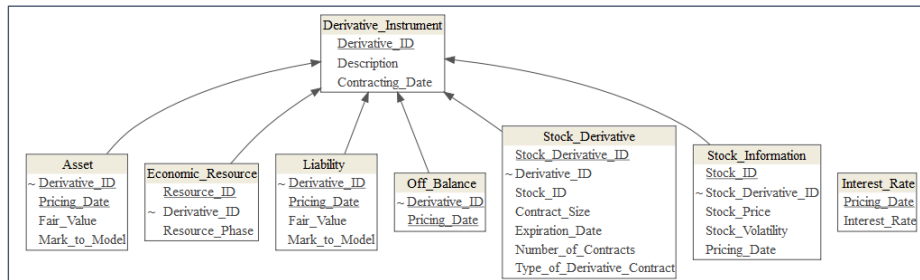 Derivative_Instrument
Derivative_ID
Description
Contracting_Date
Asset
~ Derivative_ID
Pricing_Date
Fair_Value
Mark_to_Model
Economic_Resource
Resource_ID
~ Derivative_ID
Resource_Phase
Liability
~ Derivative_ID
Pricing_Date
Fair_Value
Mark_to_Model
Off_Balance
~ Derivative_ID
Pricing_Date
Stock_Derivative
Stock_Derivative_ID
~ Derivative_ID
Stock_ID
Contract_Size
Expiration_Date
Number_of_Contracts
Type_of_Derivative_Contract
Stock_Information
Stock_ID
~ Stock_Derivative_ID
Stock_Price
Stock_Volatility
Pricing_Date
Interest_Rate
Pricing_Date
Interest_Rate